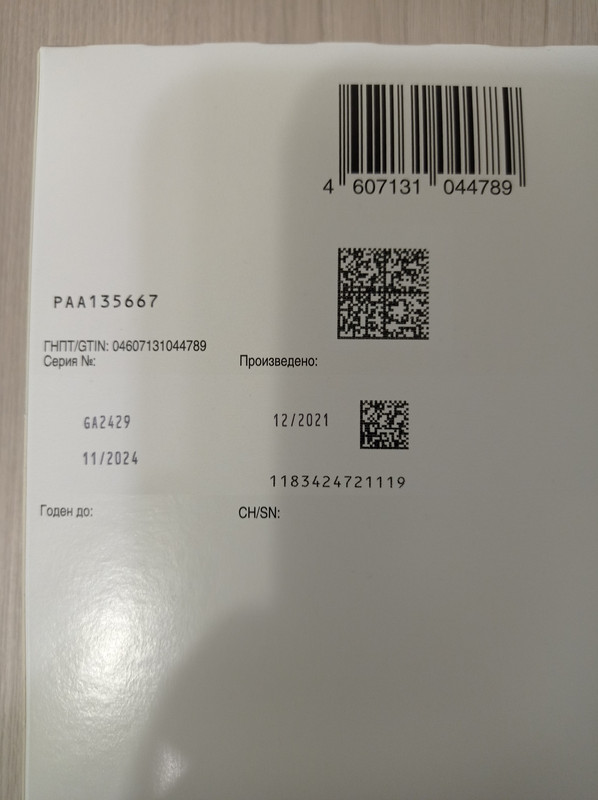 4 607131 044789
PAA135667
ГНПТ/GTIN: 04607131044789
Серия №: Произведено:
GA2429 12/2021
11/2024
1183424721119
Годен до: СН/SN: